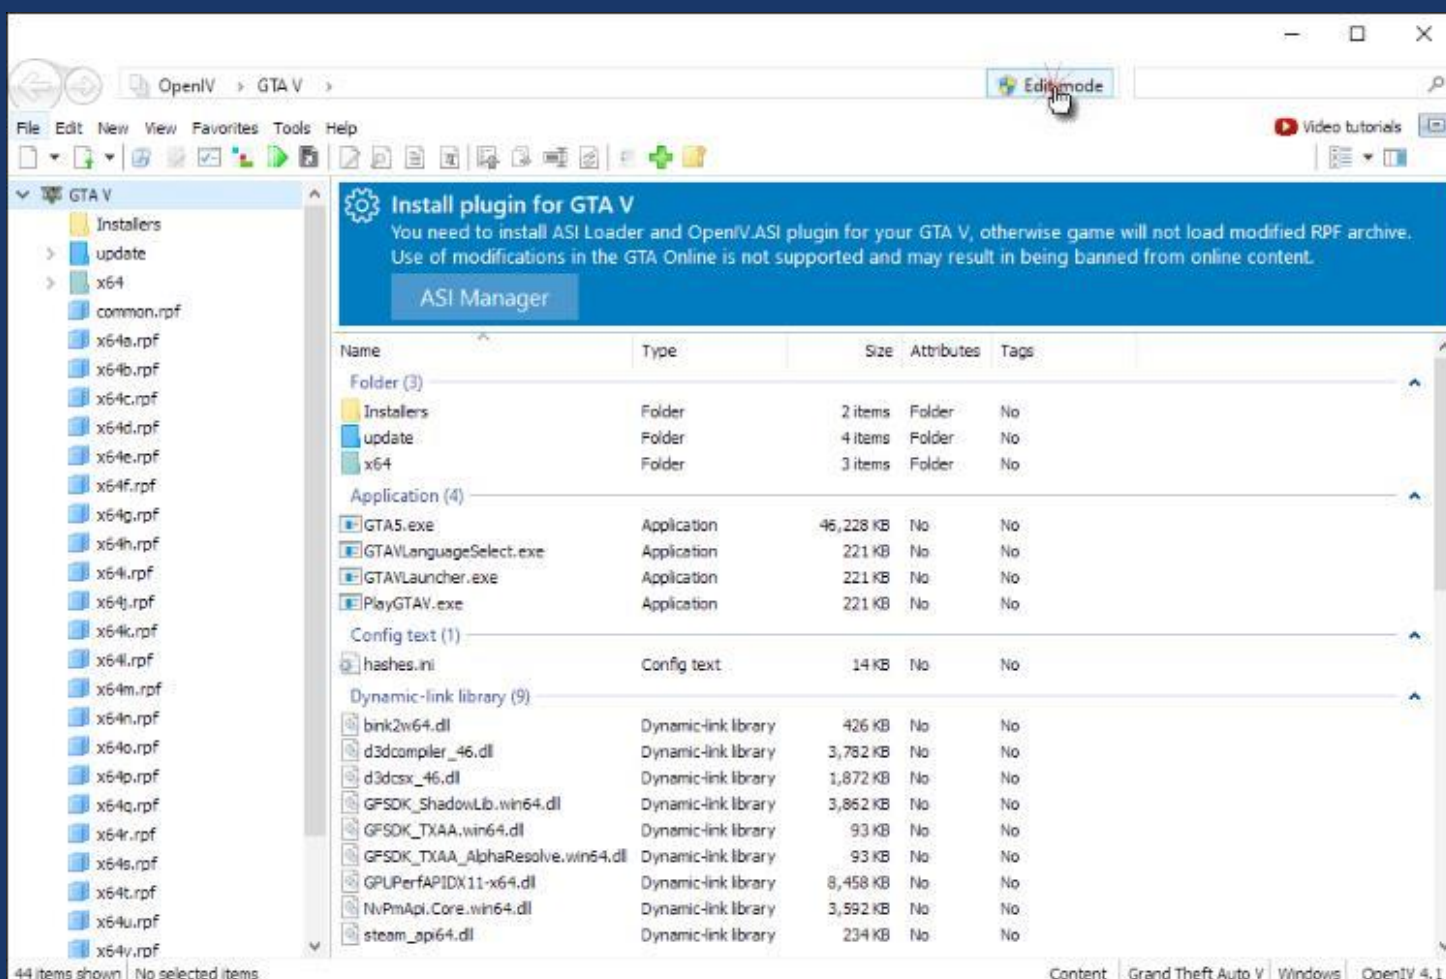 OpenIV > GTA V >
Edit mode
File Edit New View Favorites Tools Help
Video tutorials
GTA V
Installers
update
x64
common.rpf
x64a.rpf
x64b.rpf
x64c.rpf
x64d.rpf
x64e.rpf
x64f.rpf
x64g.rpf
x64h.rpf
x64i.rpf
x64j.rpf
x64k.rpf
x64l.rpf
x64m.rpf
x64n.rpf
x64o.rpf
x64p.rpf
x64q.rpf
x64r.rpf
x64s.rpf
x64t.rpf
x64u.rpf
x64v.rpf
Install plugin for GTA V
You need to install ASI Loader and OpenIV.ASI plugin for your GTA V, otherwise game will not load modified RPF archive.
Use of modifications in the GTA Online is not supported and may result in being banned from online content.
ASI Manager
Name Type Size Attributes Tags
Folder (3)
Installers Folder 2 items Folder No
update Folder 4 items Folder No
x64 Folder 3 items Folder No
Application (4)
GTA5.exe Application 46,228 KB No No
GTAVLanguageSelect.exe Application 221 KB No No
GTAVLauncher.exe Application 221 KB No No
PlayGTAV.exe Application 221 KB No No
Config text (1)
hashes.ini Config text 14 KB No No
Dynamic-link library (9)
bink2w64.dll Dynamic-link library 426 KB No No
d3dcompiler_46.dll Dynamic-link library 3,782 KB No No
d3dcsx_46.dll Dynamic-link library 1,872 KB No No
GFSDK_ShadowLib.win64.dll Dynamic-link library 3,862 KB No No
GFSDK_TXAA.win64.dll Dynamic-link library 93 KB No No
GFSDK_TXAA_AlphaResolve.win64.dll Dynamic-link library 93 KB No No
GPUPerfAPIDX11-x64.dll Dynamic-link library 8,458 KB No No
NvPmApi.Core.win64.dll Dynamic-link library 3,592 KB No No
steam_api64.dll Dynamic-link library 234 KB No No
44 items shown No selected items Content Grand Theft Auto V Windows OpenIV 4.1